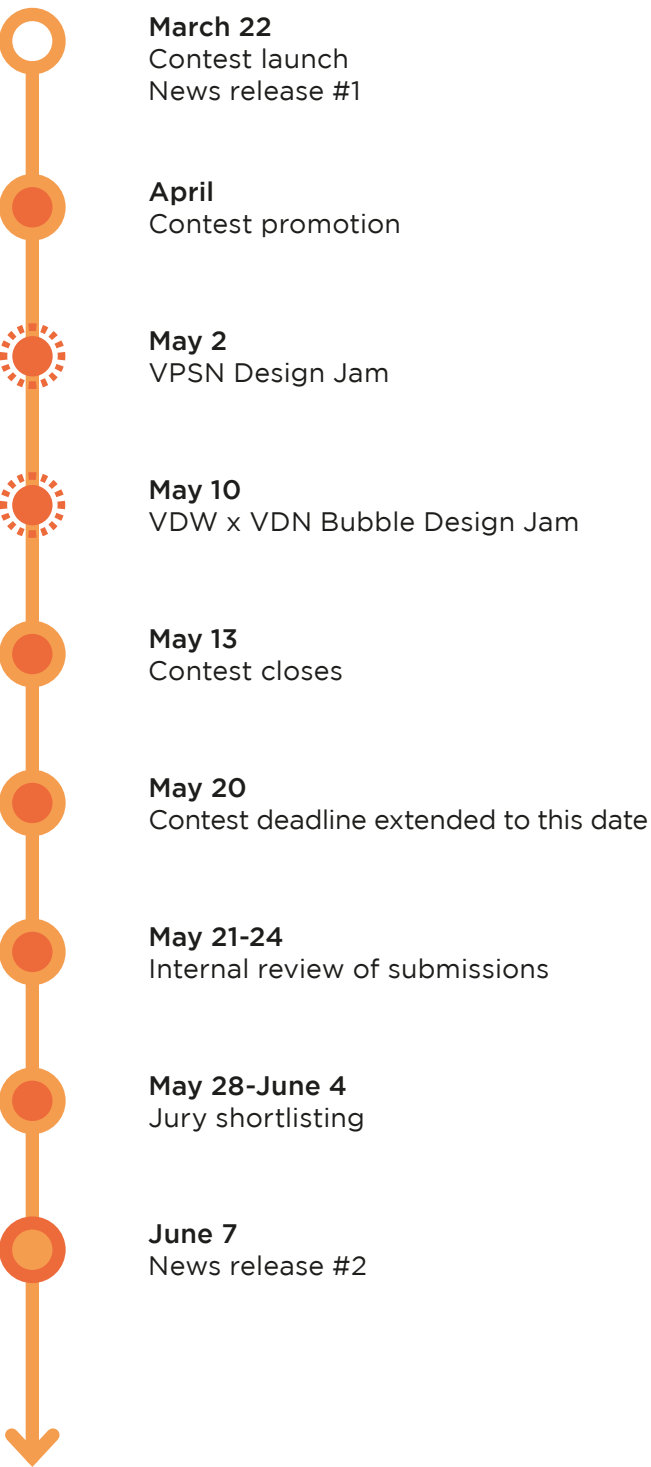 March 22
Contest launch
News release #1
April
Contest promotion
May 2
VPSN Design Jam
May 10
VDW x VDN Bubble Design Jam
May 13
Contest closes
May 20
Contest deadline extended to this date
May 21-24
Internal review of submissions
May 28-June 4
Jury shortlisting
June 7
News release #2